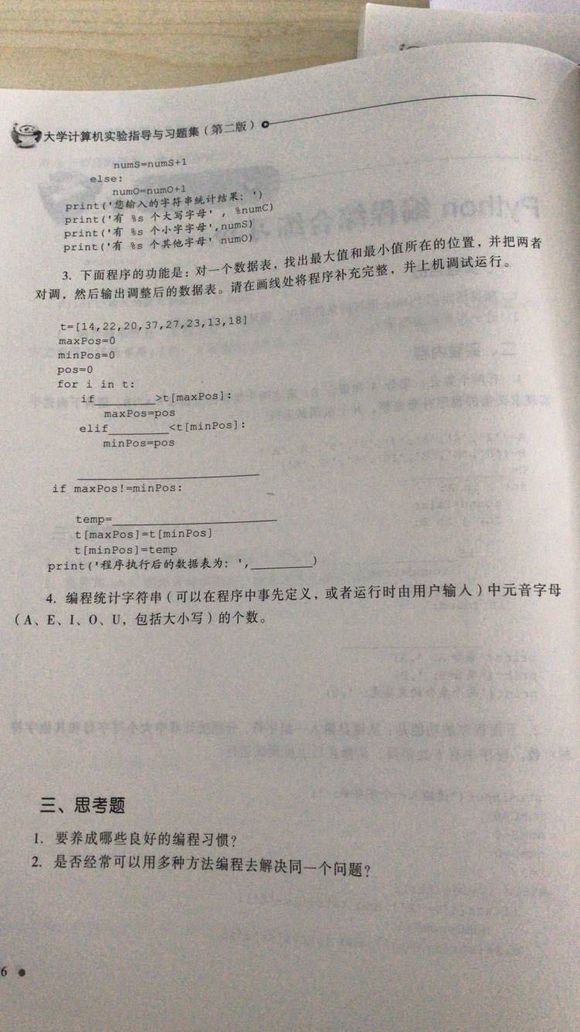 大学计算机实验指导与习题集(第二版)
numS=numS+1
else:
numO=numO+1
print('您输入的字符串统计结果:')
print('有 %s 个大写字母' , %numC)
print('有 %s 个小字字母',numS)
print('有 %s 个其他字母' numO)
3. 下面程序的功能是:对一个数据表,找出最大值和最小值所在的位置,并把两者
对调,然后输出调整后的数据表。请在画线处将程序补充完整,并上机调试运行。
t=[14,22,20,37,27,23,13,18]
maxPos=0
minPos=0
pos=0
for i in t:
if________>t[maxPos]:
maxPos=pos
elif_________<t[minPos]:
minPos=pos
___________________________
if maxPos!=minPos:
temp=________________________
t[maxPos]=t[minPos]
t[minPos]=temp
print('程序执行后的数据表为:',_________)
4. 编程统计字符串(可以在程序中事先定义,或者运行时由用户输入)中元音字母
(A、E、I、O、U,包括大小写)的个数。
三、思考题
1. 要养成哪些良好的编程习惯?
2. 是否经常可以用多种方法编程去解决同一个问题?
6